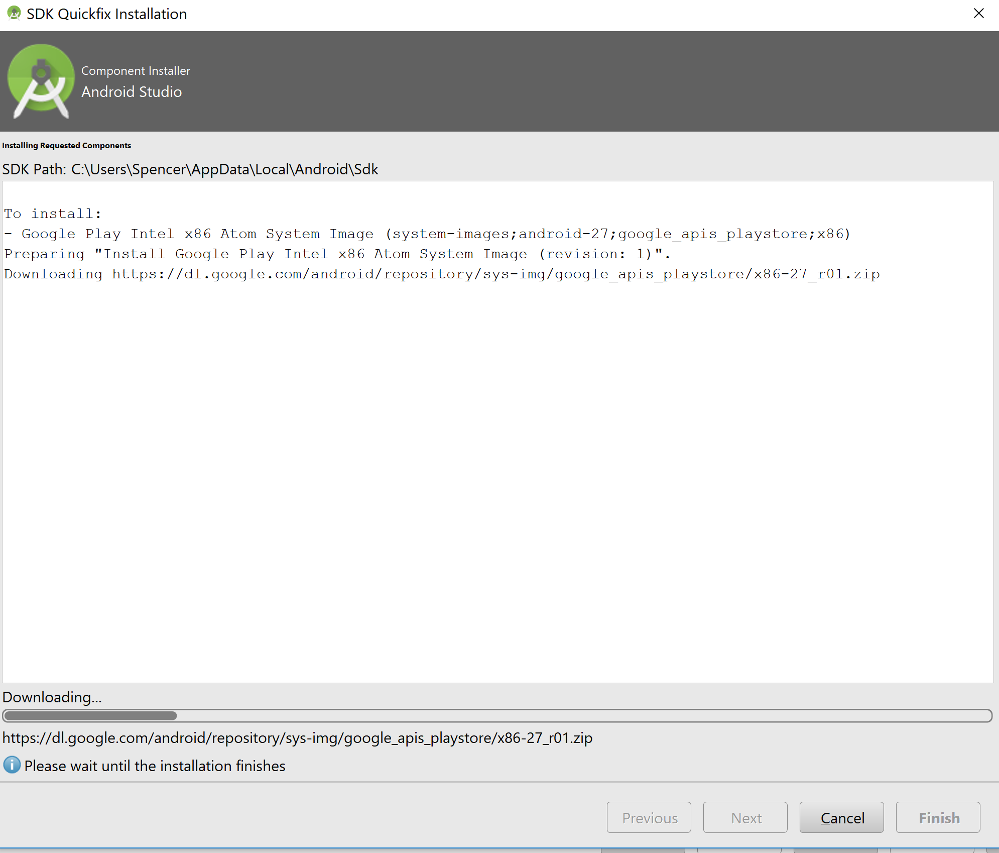 SDK Quickfix Installation
Component Installer
Android Studio
Installing Requested Components
SDK Path: C:\Users\Spencer\AppData\Local\Android\Sdk
To install:
- Google Play Intel x86 Atom System Image (system-images;android-27;google_apis_playstore;x86)
Preparing "Install Google Play Intel x86 Atom System Image (revision: 1)".
Downloading https://dl.google.com/android/repository/sys-img/google_apis_playstore/x86-27_r01.zip
Downloading...
https://dl.google.com/android/repository/sys-img/google_apis_playstore/x86-27_r01.zip
Please wait until the installation finishes
Previous Next Cancel Finish